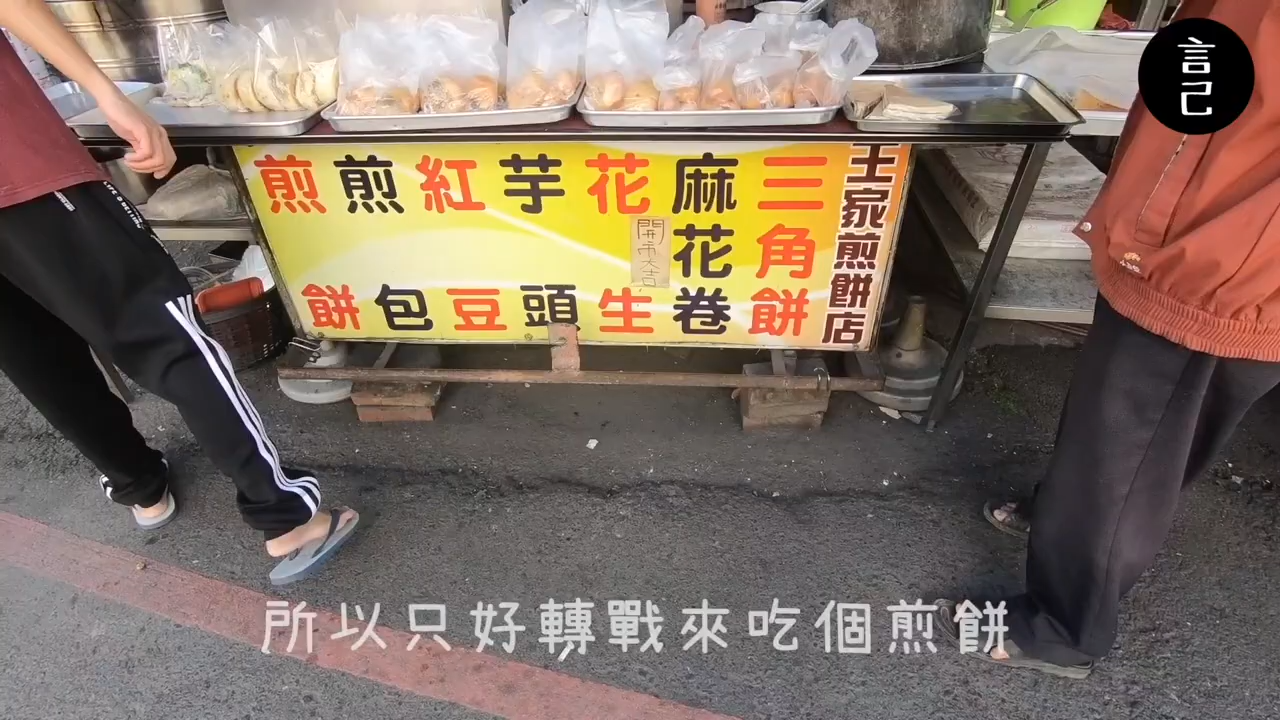 言己
王家煎餅店
三角餅
麻花卷
花生
芋頭
紅豆
煎包
煎餅
開市大吉
所以只好轉戰來吃個煎餅